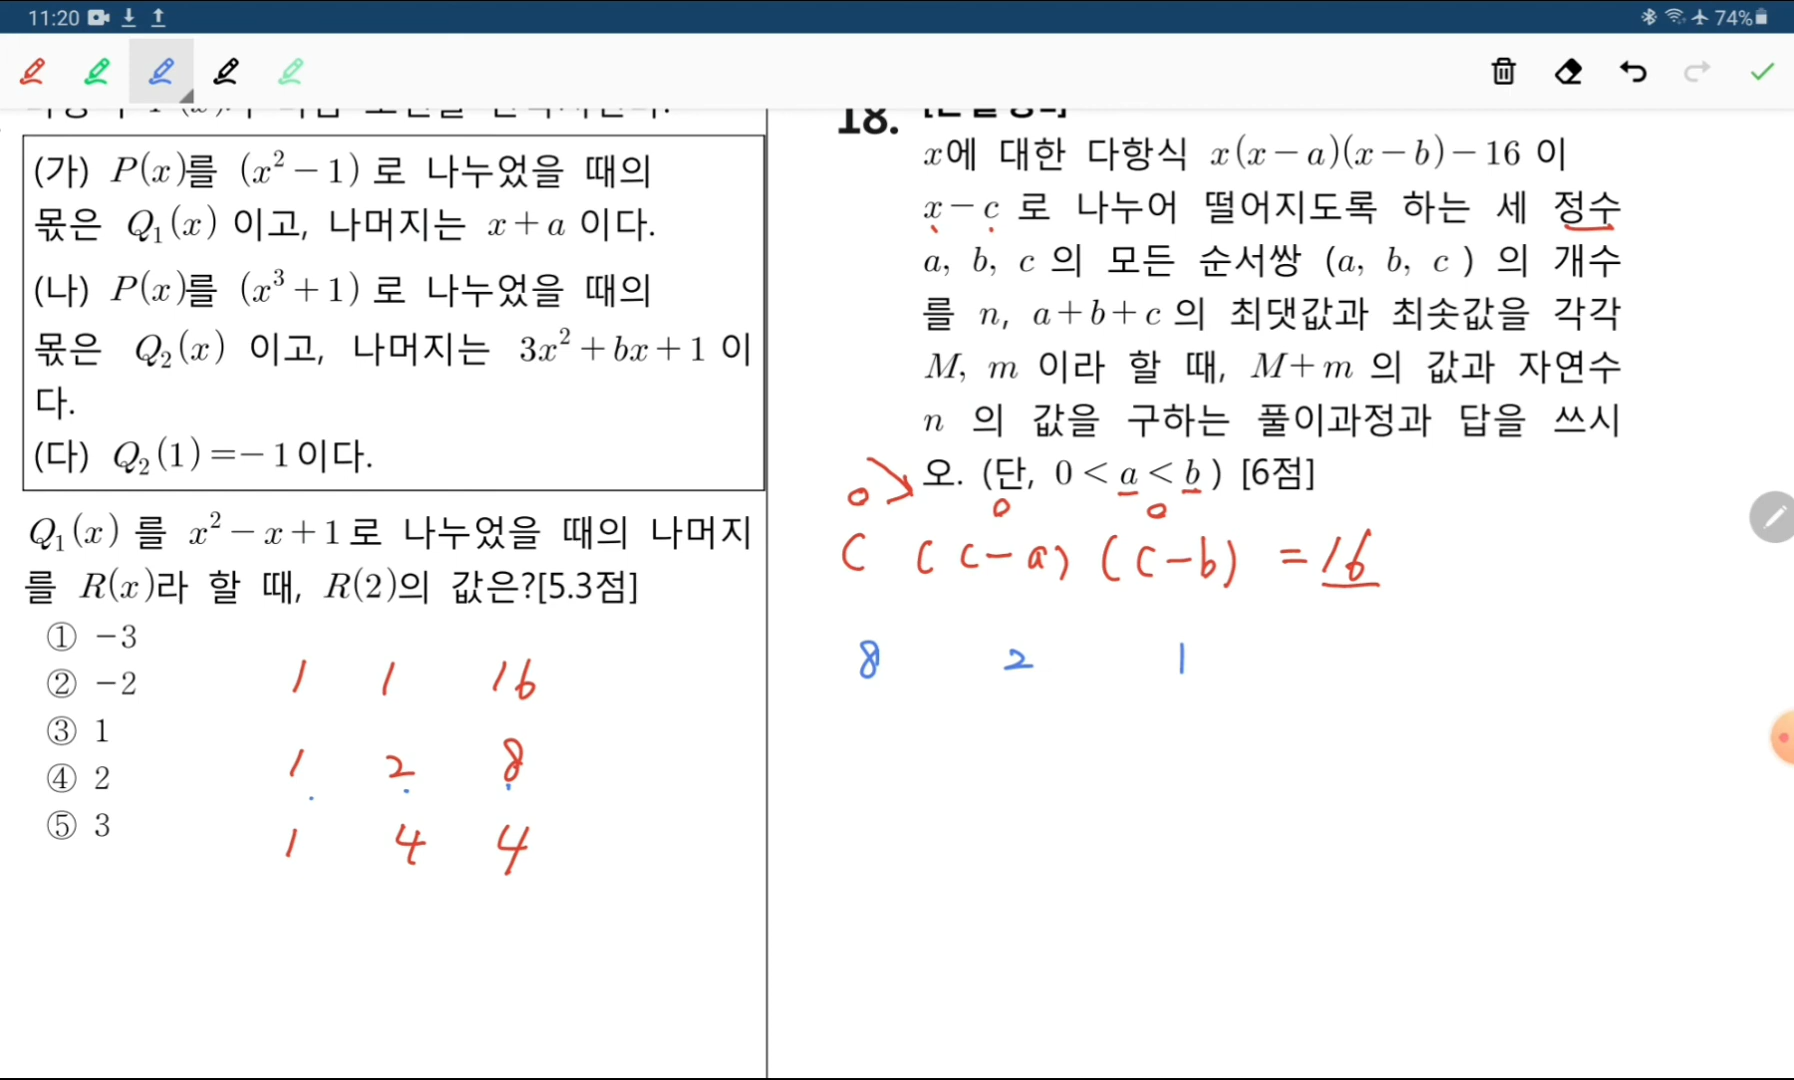 11:20
74%
(가) P(x)를 (x² − 1) 로 나누었을 때의
몫은 Q₁(x) 이고, 나머지는 x + a 이다.
(나) P(x)를 (x³ + 1) 로 나누었을 때의
몫은 Q₂(x) 이고, 나머지는 3x² + bx + 1 이
다.
(다) Q₂(1) = − 1 이다.
Q₁(x) 를 x² − x + 1 로 나누었을 때의 나머지
를 R(x)라 할 때, R(2)의 값은?[5.3점]
① −3
② −2
③ 1
④ 2
⑤ 3
1 1 16
1 2 8
1 4 4
18.
x에 대한 다항식 x(x − a)(x − b) − 16 이
x − c 로 나누어 떨어지도록 하는 세 정수
a, b, c 의 모든 순서쌍 (a, b, c ) 의 개수
를 n, a + b + c 의 최댓값과 최솟값을 각각
M, m 이라 할 때, M + m 의 값과 자연수
n 의 값을 구하는 풀이과정과 답을 쓰시
오. (단, 0 < a < b ) [6점]
0 0 0
c (c − a) (c − b) = 16
8 2 1